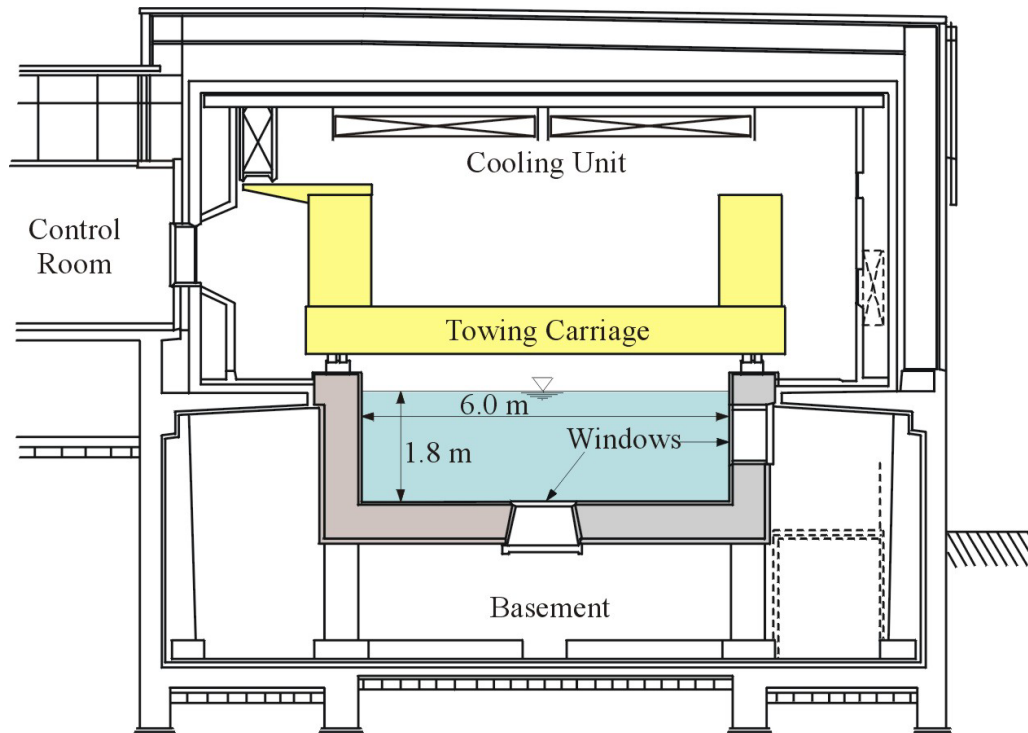 Cooling Unit
Control
Room
Towing Carriage
6.0 m
Windows
1.8 m
Basement